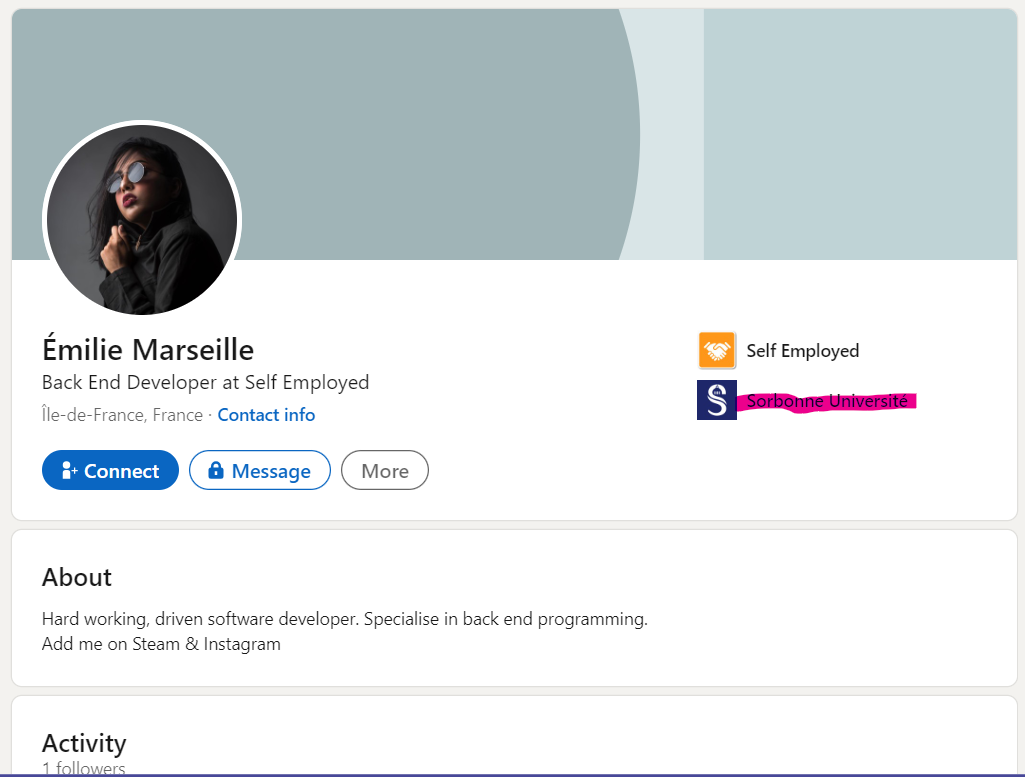 Émilie Marseille
Back End Developer at Self Employed
Île-de-France, France · Contact info
Self Employed
Sorbonne Université
Connect
Message
More
About
Hard working, driven software developer. Specialise in back end programming.
Add me on Steam & Instagram
Activity
1 followers